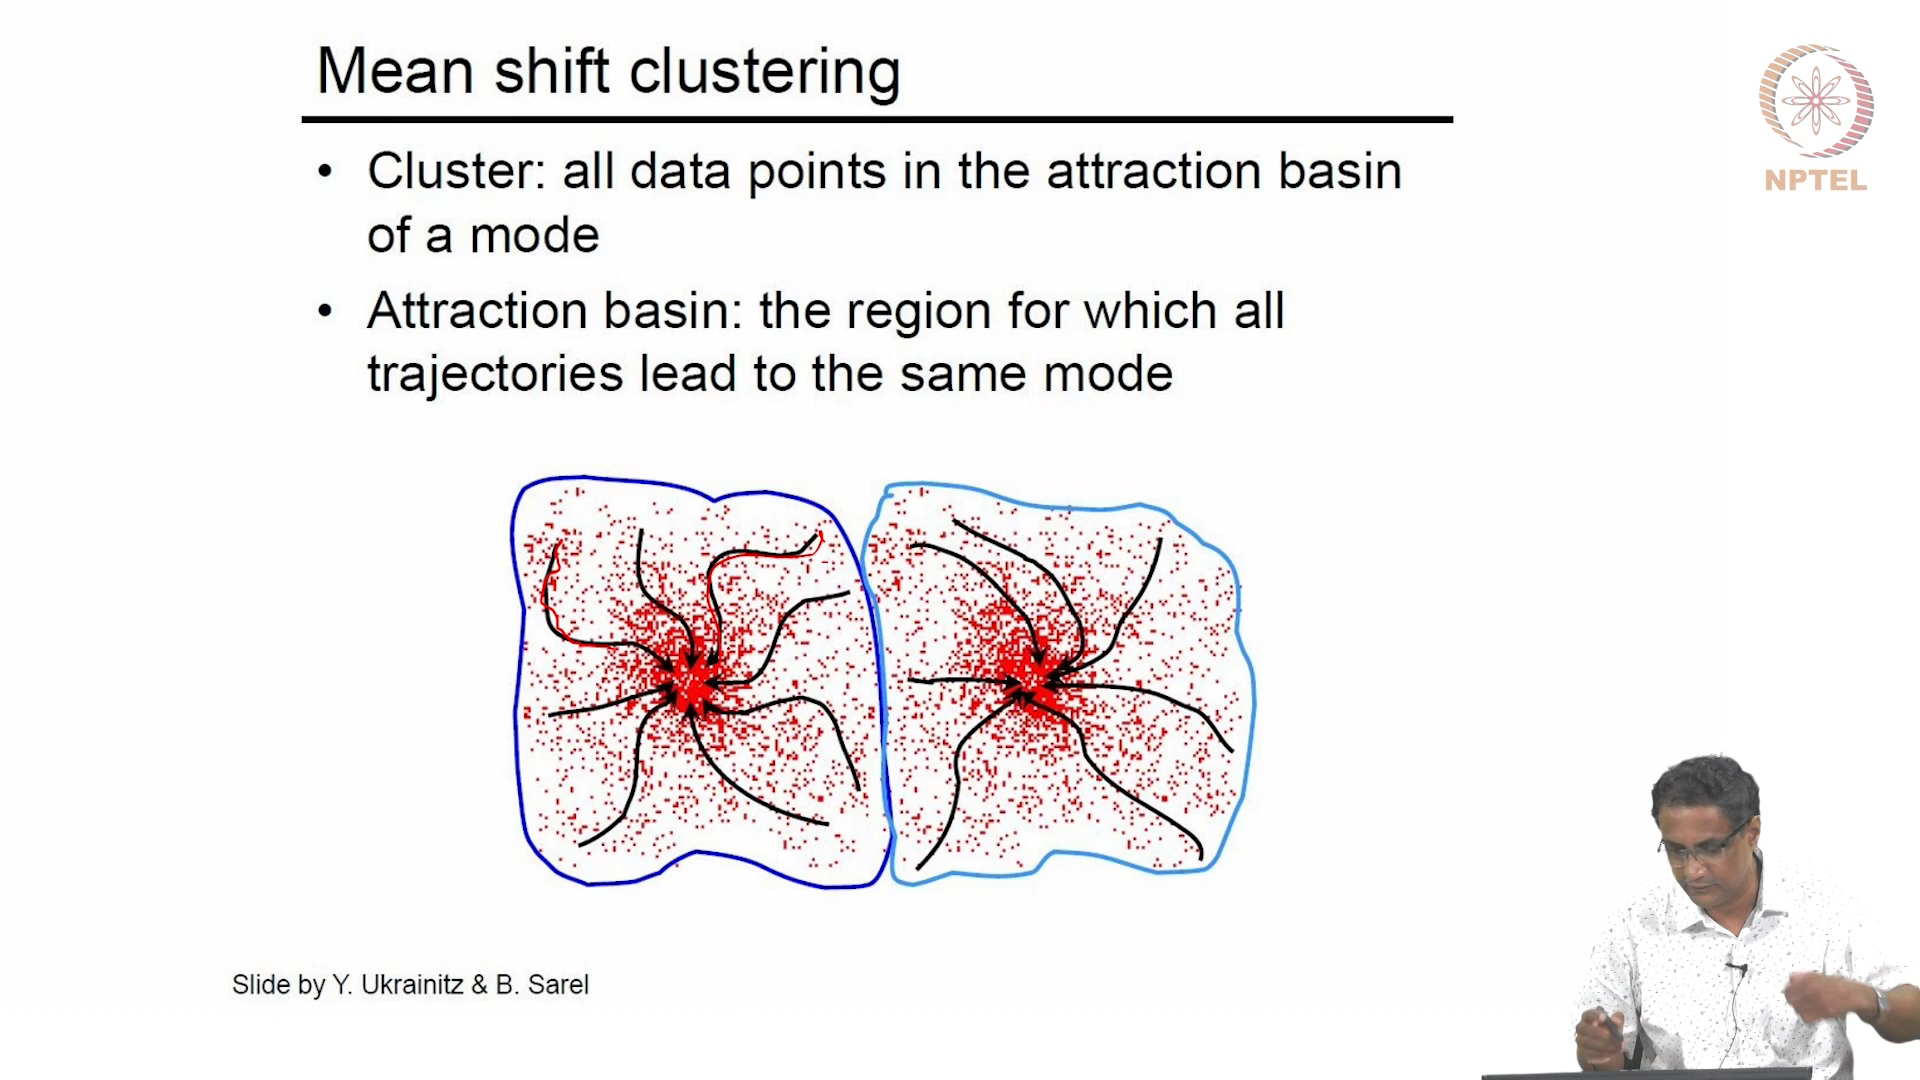 Mean shift clustering
NPTEL
• Cluster: all data points in the attraction basin
of a mode
• Attraction basin: the region for which all
trajectories lead to the same mode
Slide by Y. Ukrainitz & B. Sarel